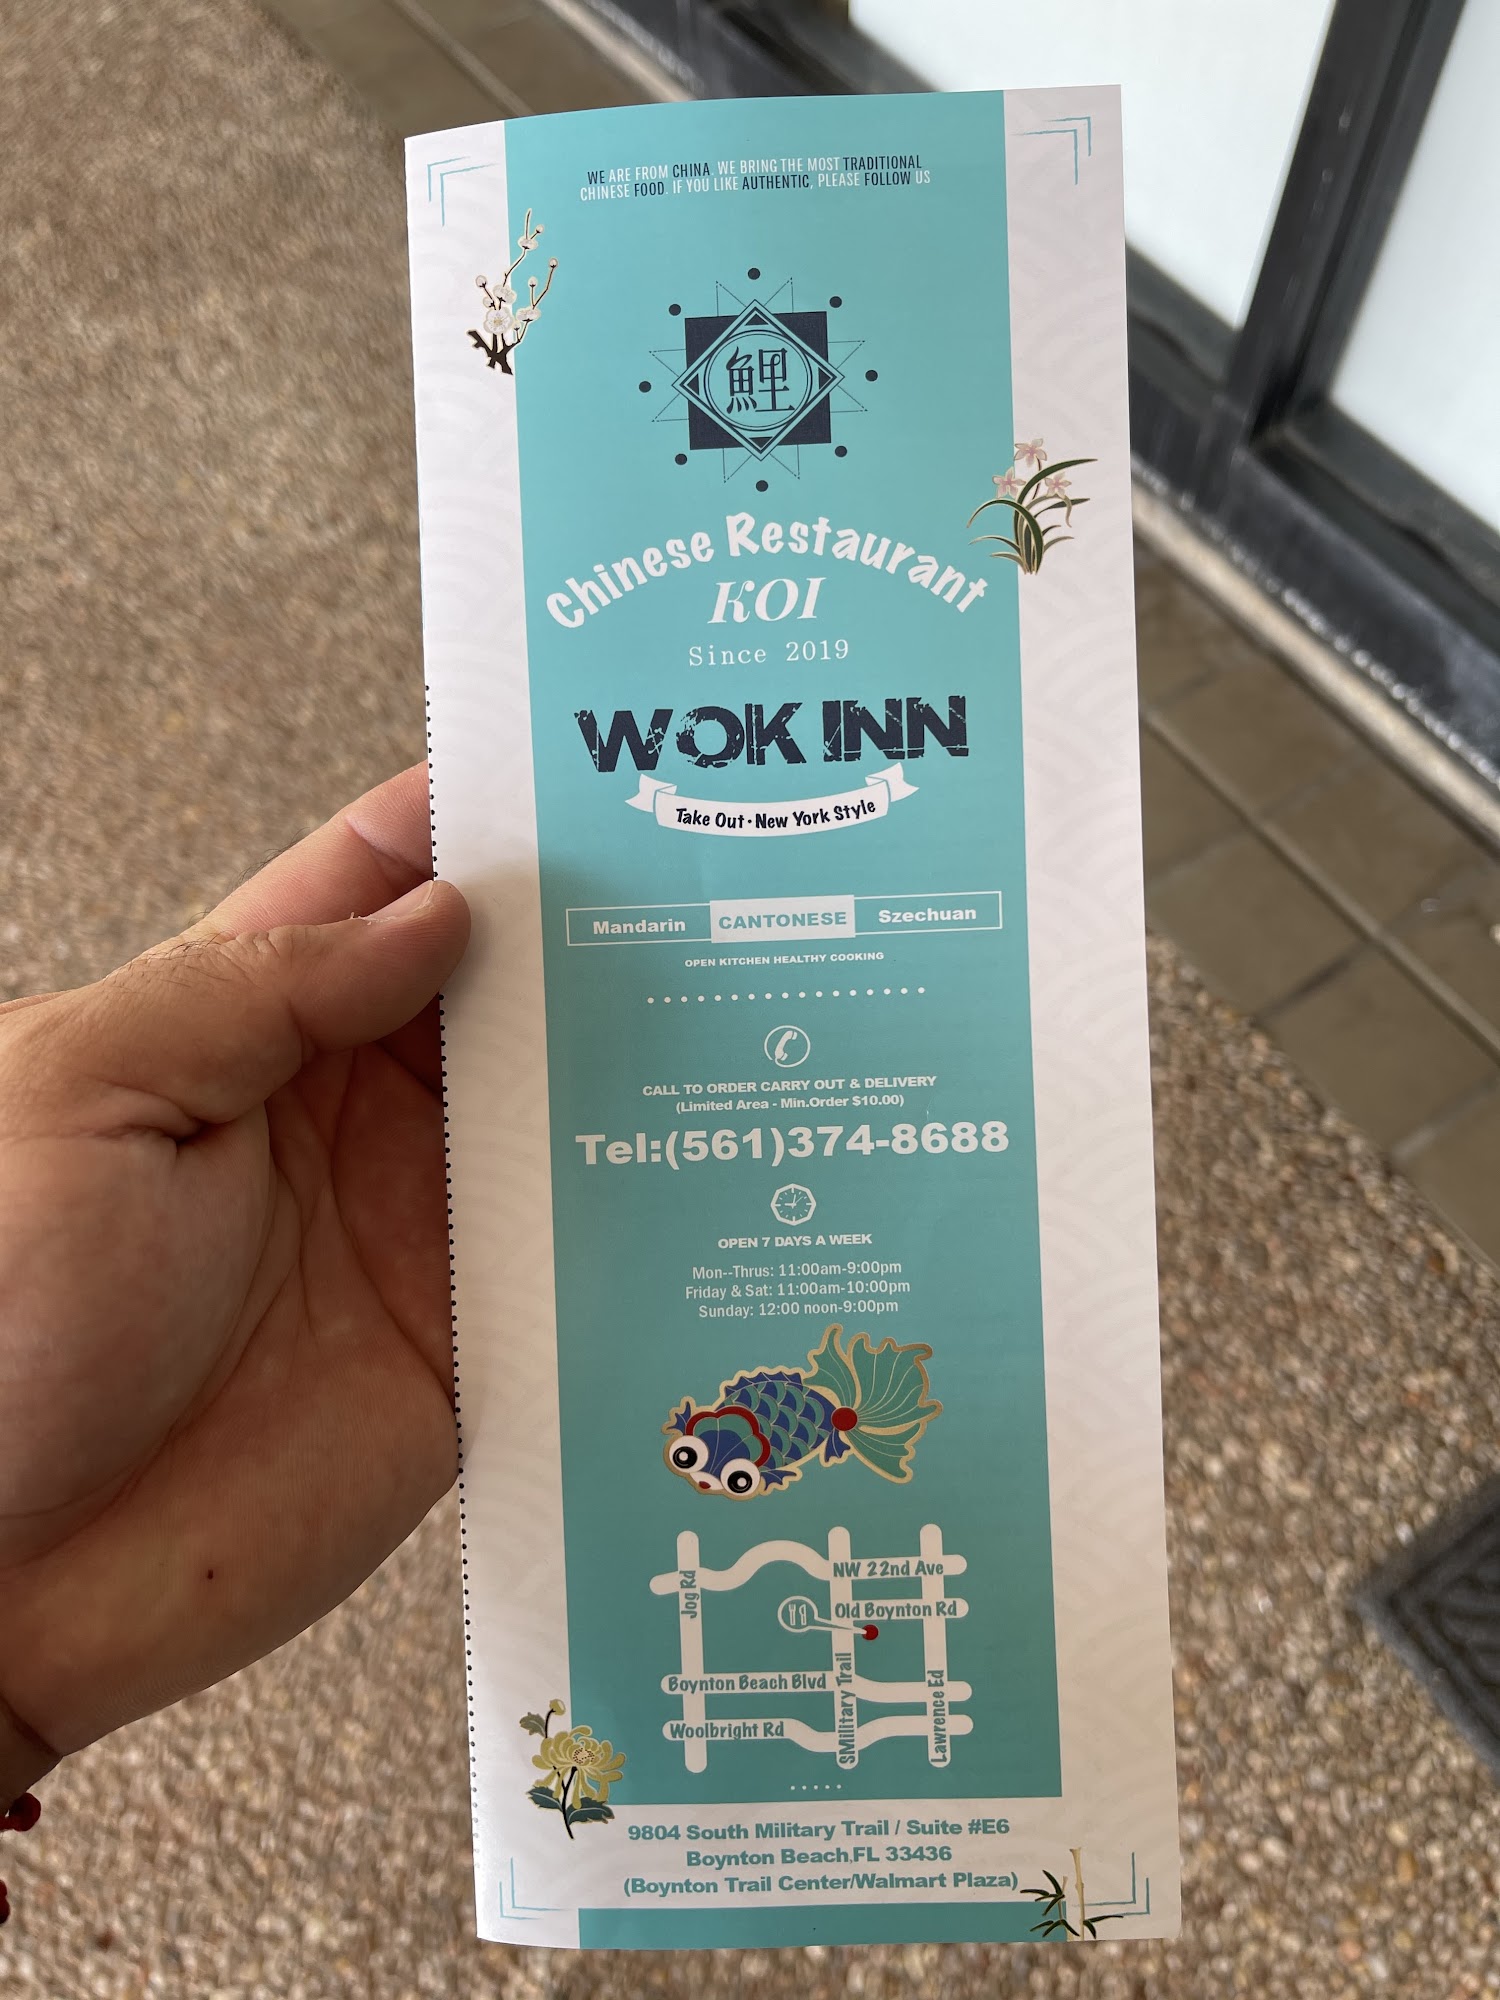 WE ARE FROM CHINA. WE BRING THE MOST TRADITIONAL
CHINESE FOOD. IF YOU LIKE AUTHENTIC, PLEASE FOLLOW US
鯉
Chinese Restaurant
KOI
Since 2019
WOK INN
Take Out · New York Style
Mandarin CANTONESE Szechuan
OPEN KITCHEN HEALTHY COOKING
CALL TO ORDER CARRY OUT & DELIVERY
(Limited Area - Min.Order $10.00)
Tel:(561)374-8688
OPEN 7 DAYS A WEEK
Mon--Thrus: 11:00am-9:00pm
Friday & Sat: 11:00am-10:00pm
Sunday: 12:00 noon-9:00pm
NW 22nd Ave
Jog Rd
Old Boynton Rd
Boynton Beach Blvd
SMilitary Trail
Lawrence Ed
Woolbright Rd
9804 South Military Trail / Suite #E6
Boynton Beach,FL 33436
(Boynton Trail Center/Walmart Plaza)